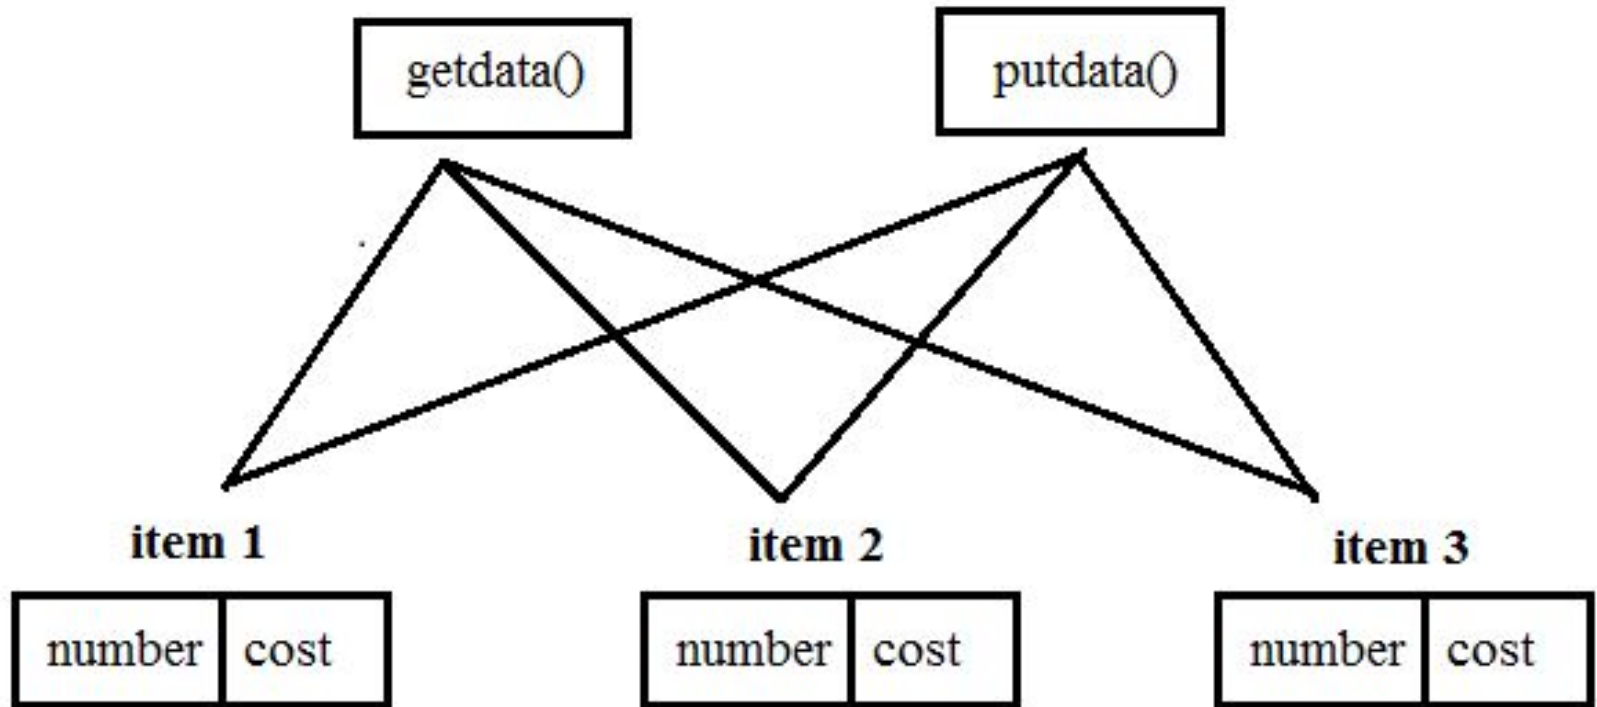 getdata() putdata()
item 1 item 2 item 3
number cost number cost number cost